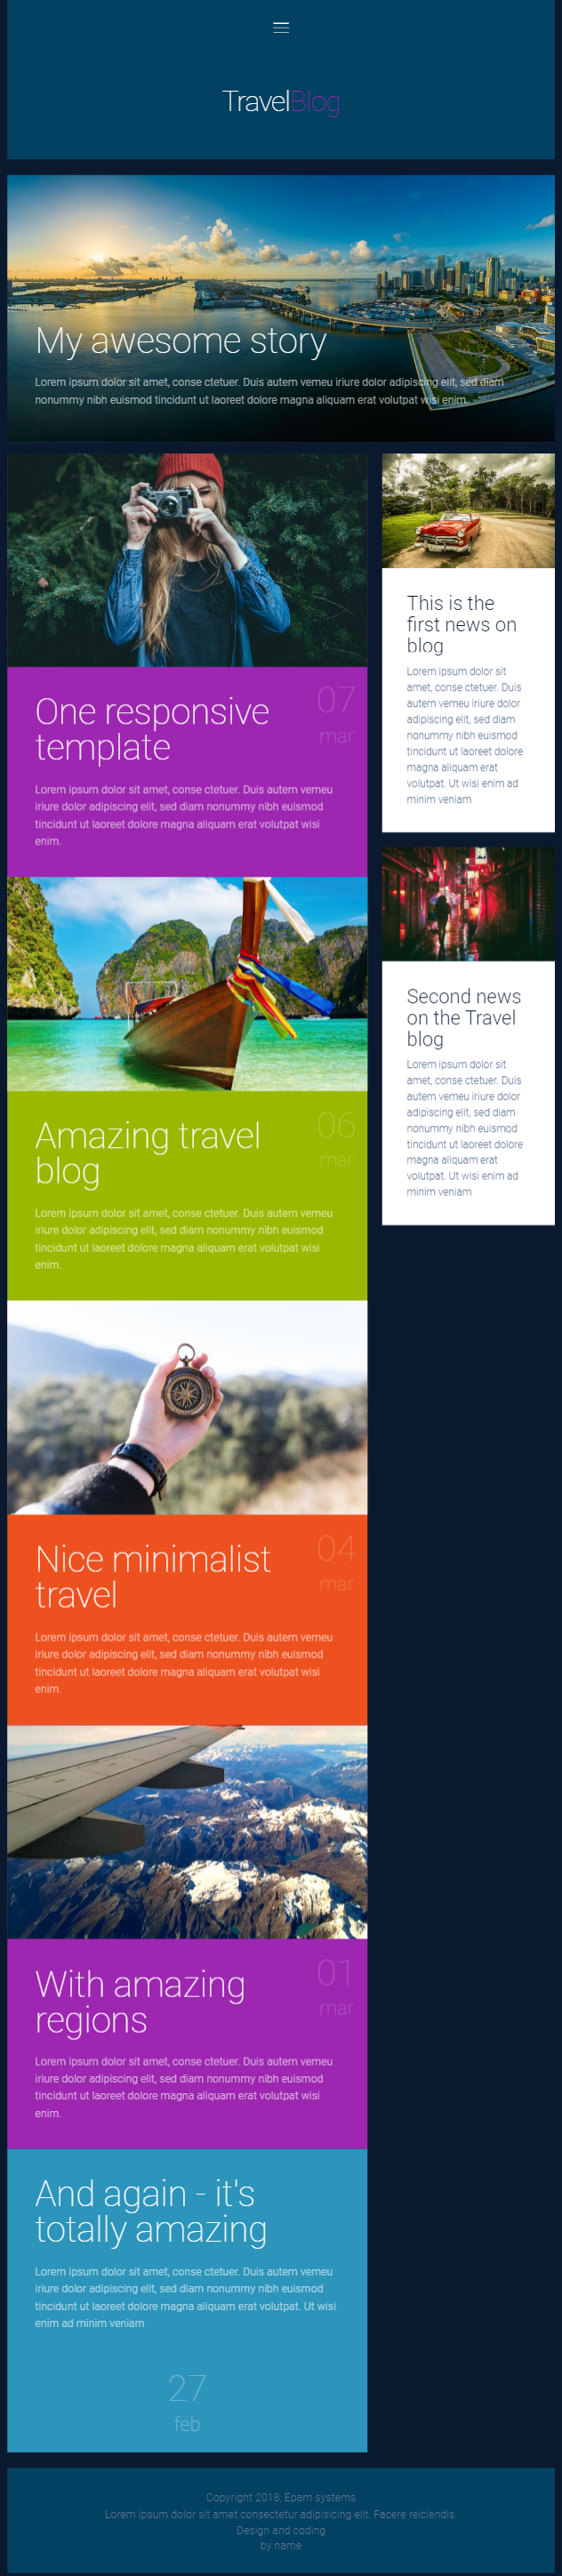 TravelBlog
My awesome story
Lorem ipsum dolor sit amet, conse ctetuer. Duis autem vemeu iriure dolor adipiscing elit, sed diam
nonummy nibh euismod tincidunt ut laoreet dolore magna aliquam erat volutpat wisi enim.
07
mar
One responsive
template
Lorem ipsum dolor sit amet, conse ctetuer. Duis autem vemeu
iriure dolor adipiscing elit, sed diam nonummy nibh euismod
tincidunt ut laoreet dolore magna aliquam erat volutpat wisi
enim.
06
mar
Amazing travel
blog
Lorem ipsum dolor sit amet, conse ctetuer. Duis autem vemeu
iriure dolor adipiscing elit, sed diam nonummy nibh euismod
tincidunt ut laoreet dolore magna aliquam erat volutpat wisi
enim.
04
mar
Nice minimalist
travel
Lorem ipsum dolor sit amet, conse ctetuer. Duis autem vemeu
iriure dolor adipiscing elit, sed diam nonummy nibh euismod
tincidunt ut laoreet dolore magna aliquam erat volutpat wisi
enim.
01
mar
With amazing
regions
Lorem ipsum dolor sit amet, conse ctetuer. Duis autem vemeu
iriure dolor adipiscing elit, sed diam nonummy nibh euismod
tincidunt ut laoreet dolore magna aliquam erat volutpat wisi
enim.
And again - it's
totally amazing
Lorem ipsum dolor sit amet, conse ctetuer. Duis autem vemeu
iriure dolor adipiscing elit, sed diam nonummy nibh euismod
tincidunt ut laoreet dolore magna aliquam erat volutpat. Ut wisi
enim ad minim veniam
27
feb
This is the
first news on
blog
Lorem ipsum dolor sit
amet, conse ctetuer. Duis
autem vemeu iriure dolor
adipiscing elit, sed diam
nonummy nibh euismod
tincidunt ut laoreet dolore
magna aliquam erat
volutpat. Ut wisi enim ad
minim veniam
Second news
on the Travel
blog
Lorem ipsum dolor sit
amet, conse ctetuer. Duis
autem vemeu iriure dolor
adipiscing elit, sed diam
nonummy nibh euismod
tincidunt ut laoreet dolore
magna aliquam erat
volutpat. Ut wisi enim ad
minim veniam
Copyright 2018, Epam systems
Lorem ipsum dolor sit amet consectetur adipisicing elit. Facere reiciendis.
Design and coding
by name